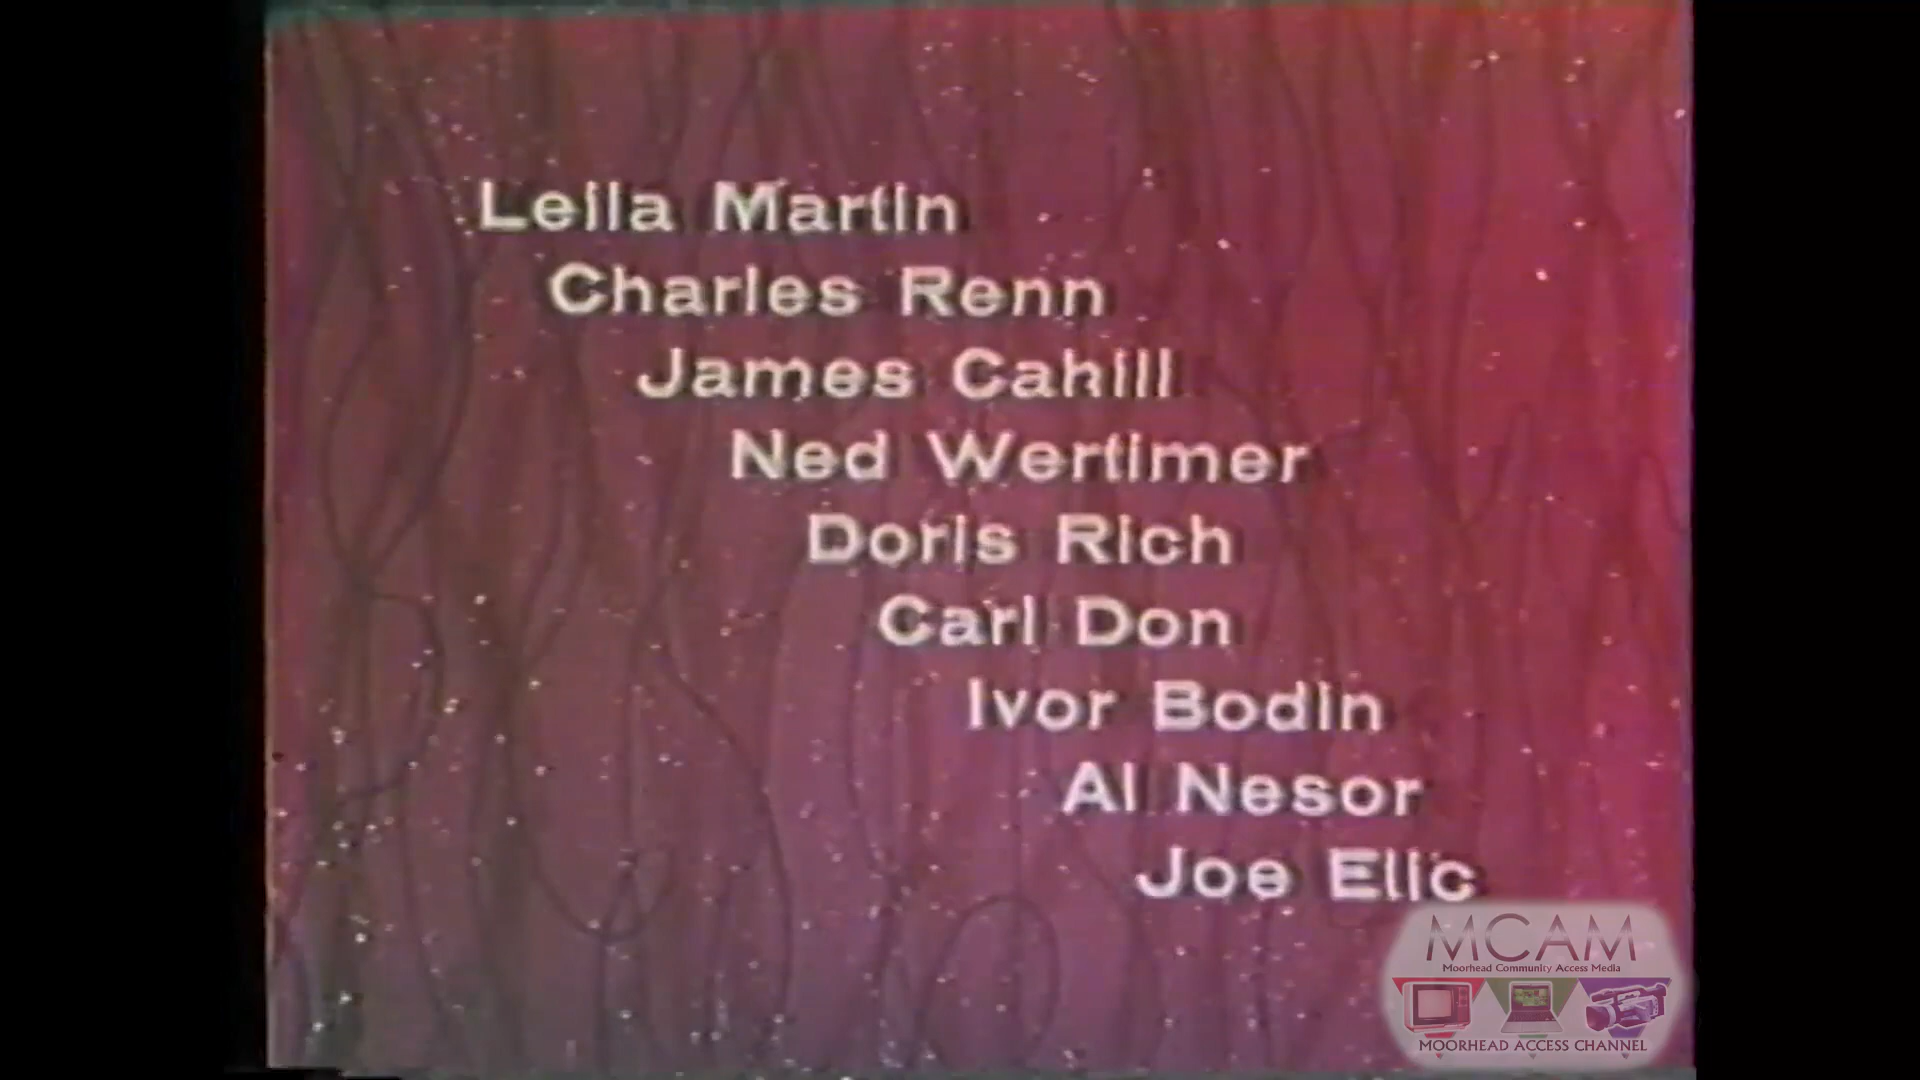 Leila Martin
Charles Renn
James Cahill
Ned Wertimer
Doris Rich
Carl Don
Ivor Bodin
Al Nesor
Joe Elic
MCAM
Moorhead Community Access Media
MOORHEAD ACCESS CHANNEL